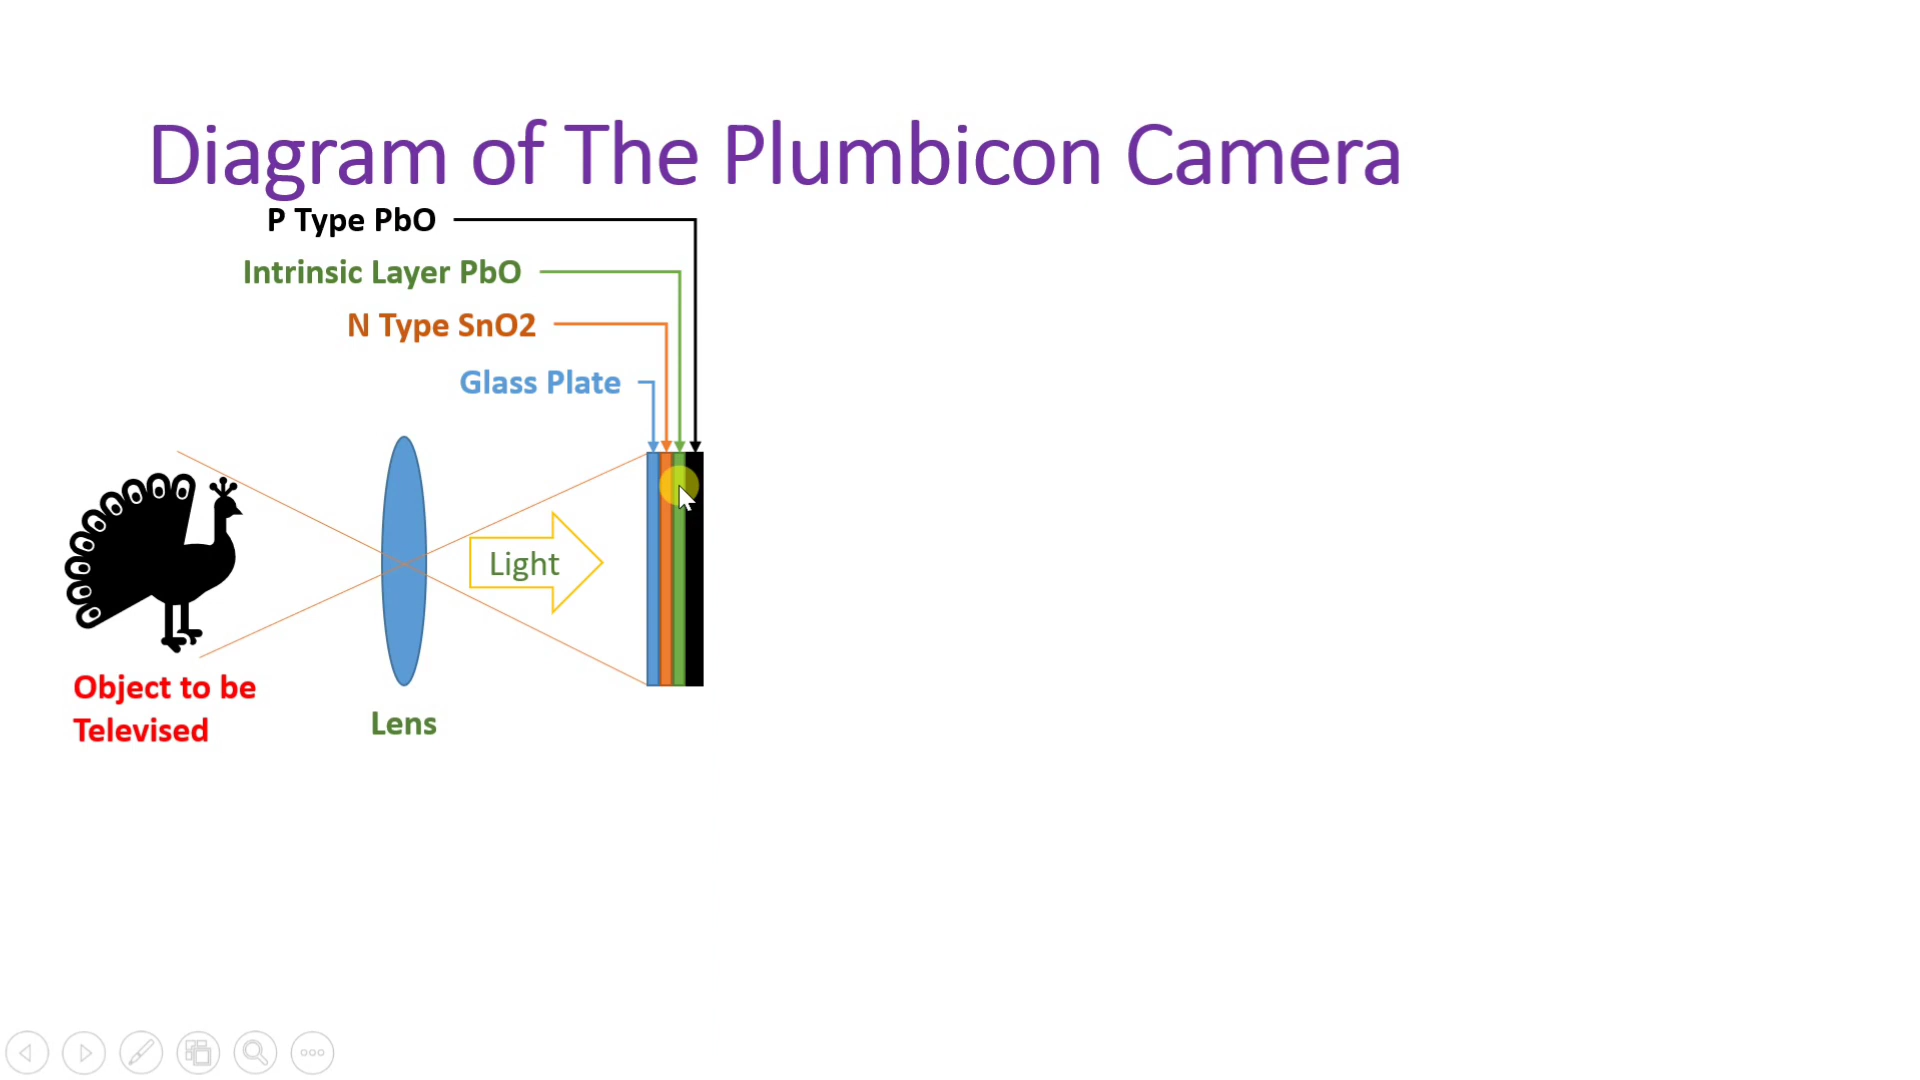 Diagram of The Plumbicon Camera
P Type PbO
Intrinsic Layer PbO
N Type SnO2
Glass Plate
Light
Object to be
Televised
Lens